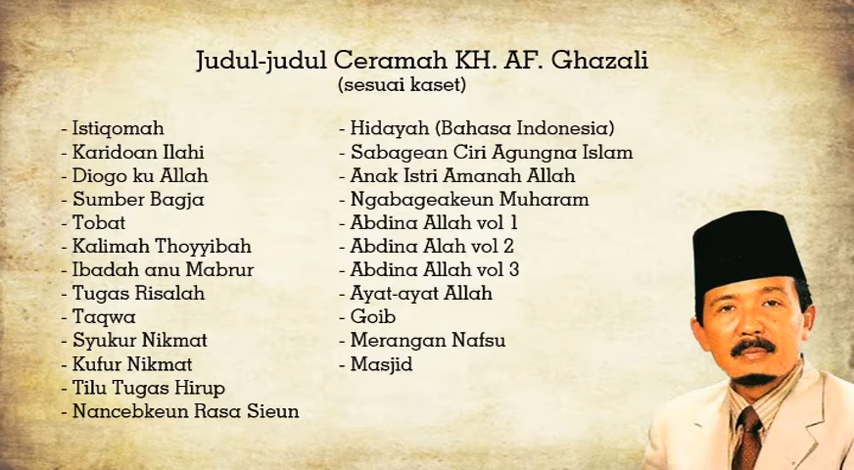 Judul-judul Ceramah KH. AF. Ghazali
(sesuai kaset)
- Istiqomah
- Karidoan Ilahi
- Diogo ku Allah
- Sumber Bagja
- Tobat
- Kalimah Thoyyibah
- Ibadah anu Mabrur
- Tugas Risalah
- Taqwa
- Syukur Nikmat
- Kufur Nikmat
- Tilu Tugas Hirup
- Nancebkeun Rasa Sieun
- Hidayah (Bahasa Indonesia)
- Sabagean Ciri Agungna Islam
- Anak Istri Amanah Allah
- Ngabageakeun Muharam
- Abdina Allah vol 1
- Abdina Alah vol 2
- Abdina Allah vol 3
- Ayat-ayat Allah
- Goib
- Merangan Nafsu
- Masjid